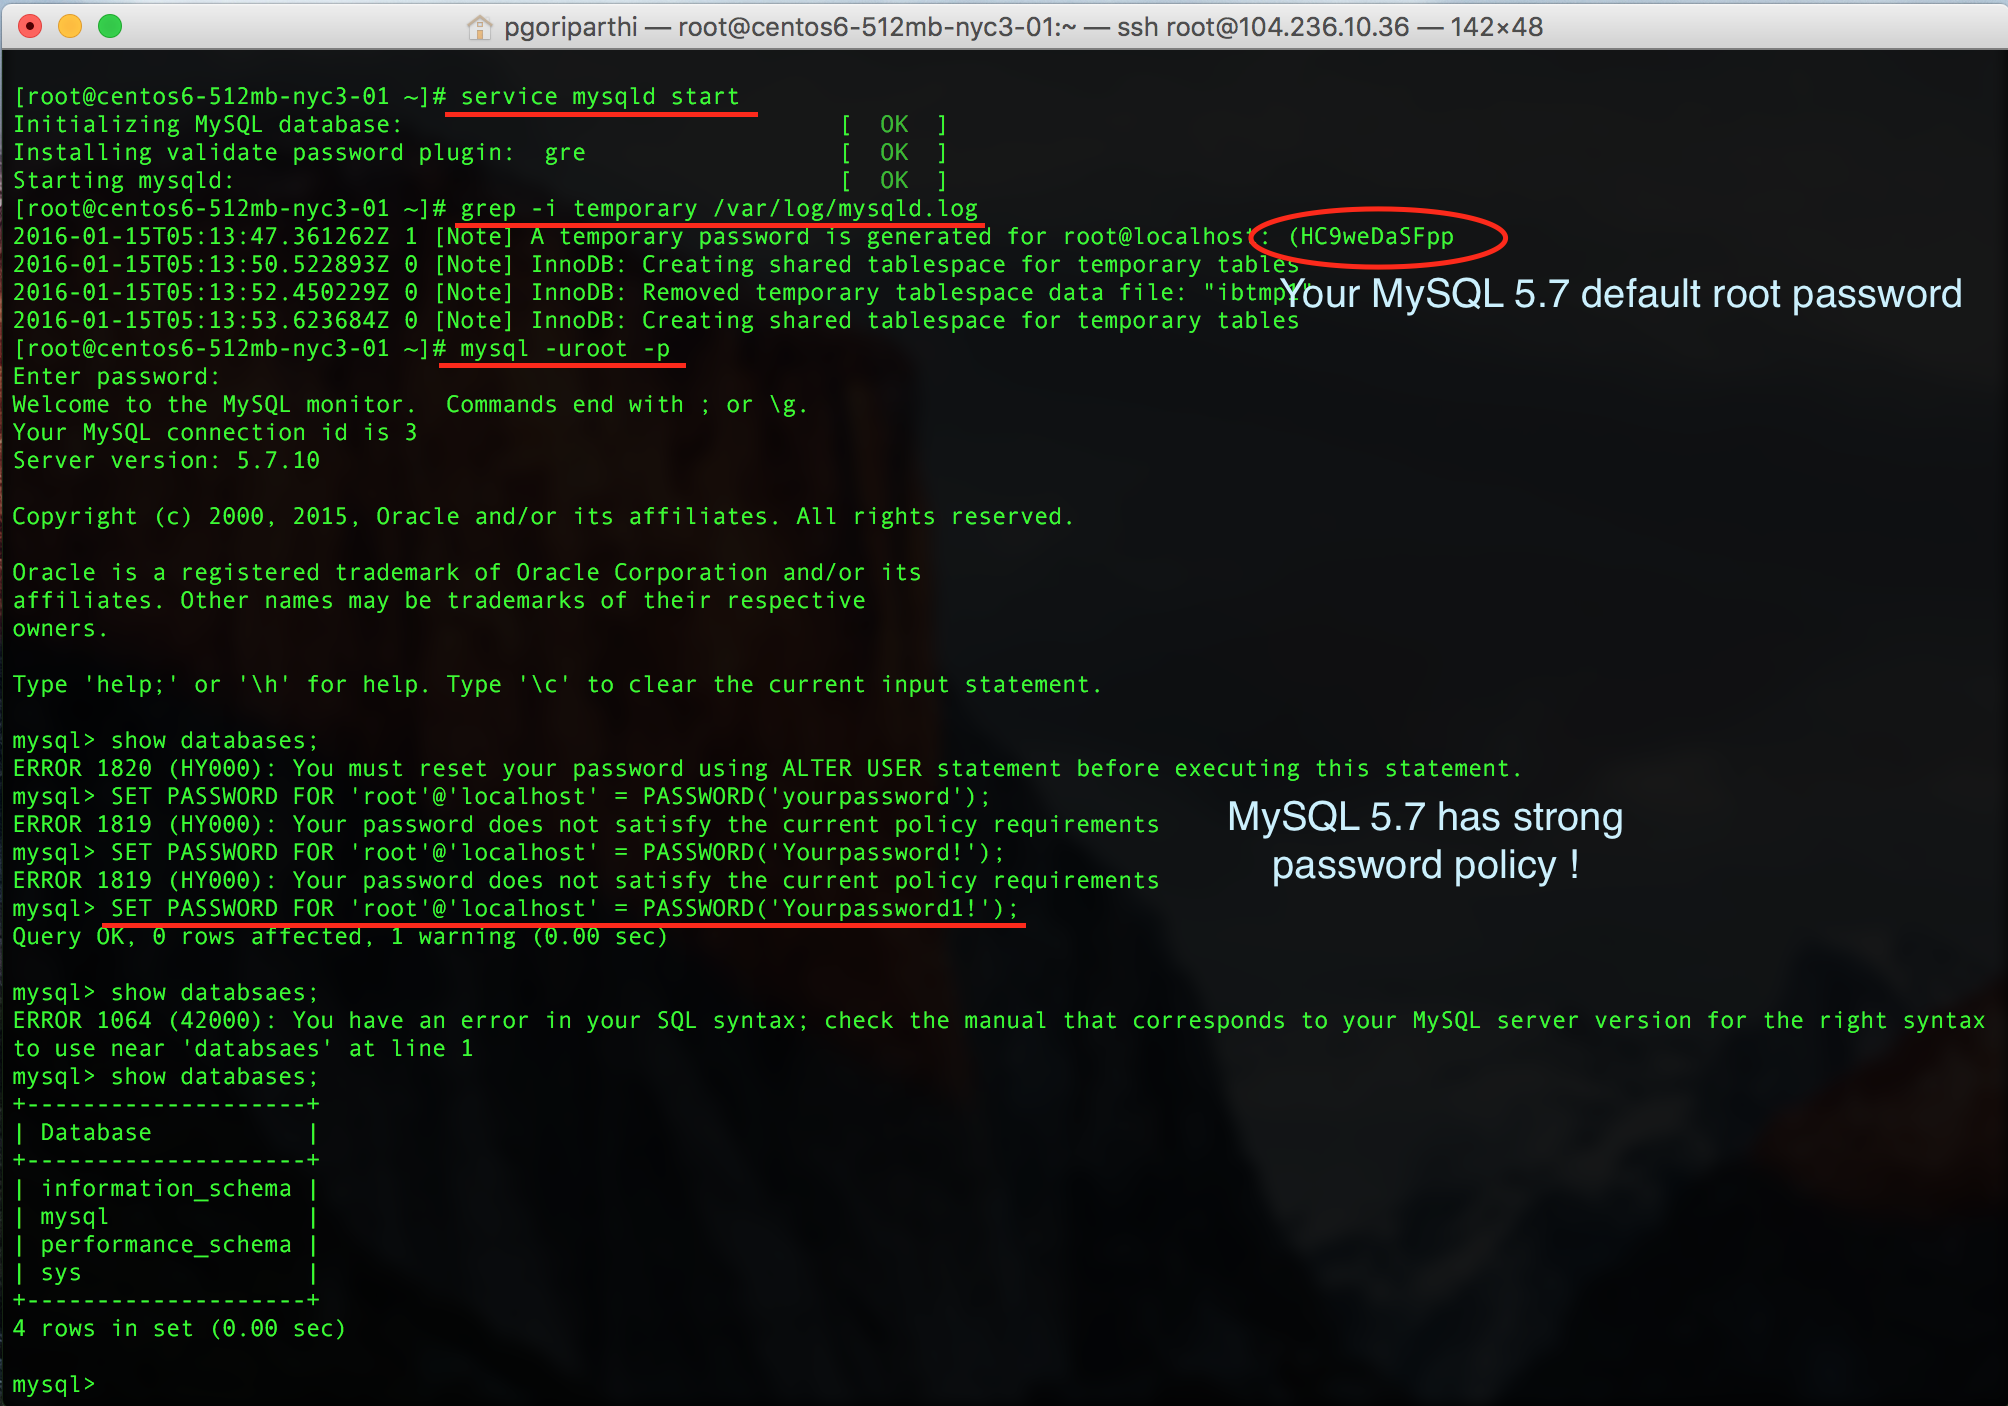 pgoriparthi — root@centos6-512mb-nyc3-01:~ — ssh root@104.236.10.36 — 142×48
[root@centos6-512mb-nyc3-01 ~]# service mysqld start
Initializing MySQL database:                               [  OK  ]
Installing validate password plugin:  gre                  [  OK  ]
Starting mysqld:                                           [  OK  ]
[root@centos6-512mb-nyc3-01 ~]# grep -i temporary /var/log/mysqld.log
2016-01-15T05:13:47.361262Z 1 [Note] A temporary password is generated for root@localhost: (HC9weDaSFpp
2016-01-15T05:13:50.522893Z 0 [Note] InnoDB: Creating shared tablespace for temporary tables
2016-01-15T05:13:52.450229Z 0 [Note] InnoDB: Removed temporary tablespace data file: "ibtmp1"
Your MySQL 5.7 default root password
2016-01-15T05:13:53.623684Z 0 [Note] InnoDB: Creating shared tablespace for temporary tables
[root@centos6-512mb-nyc3-01 ~]# mysql -uroot -p
Enter password:
Welcome to the MySQL monitor.  Commands end with ; or \g.
Your MySQL connection id is 3
Server version: 5.7.10
Copyright (c) 2000, 2015, Oracle and/or its affiliates. All rights reserved.
Oracle is a registered trademark of Oracle Corporation and/or its
affiliates. Other names may be trademarks of their respective
owners.
Type 'help;' or '\h' for help. Type '\c' to clear the current input statement.
mysql> show databases;
ERROR 1820 (HY000): You must reset your password using ALTER USER statement before executing this statement.
mysql> SET PASSWORD FOR 'root'@'localhost' = PASSWORD('yourpassword');
ERROR 1819 (HY000): Your password does not satisfy the current policy requirements
mysql> SET PASSWORD FOR 'root'@'localhost' = PASSWORD('Yourpassword!');
ERROR 1819 (HY000): Your password does not satisfy the current policy requirements
MySQL 5.7 has strong
password policy !
mysql> SET PASSWORD FOR 'root'@'localhost' = PASSWORD('Yourpassword1!');
Query OK, 0 rows affected, 1 warning (0.00 sec)
mysql> show databsaes;
ERROR 1064 (42000): You have an error in your SQL syntax; check the manual that corresponds to your MySQL server version for the right syntax
to use near 'databsaes' at line 1
mysql> show databases;
+--------------------+
| Database           |
+--------------------+
| information_schema |
| mysql              |
| performance_schema |
| sys                |
+--------------------+
4 rows in set (0.00 sec)
mysql>